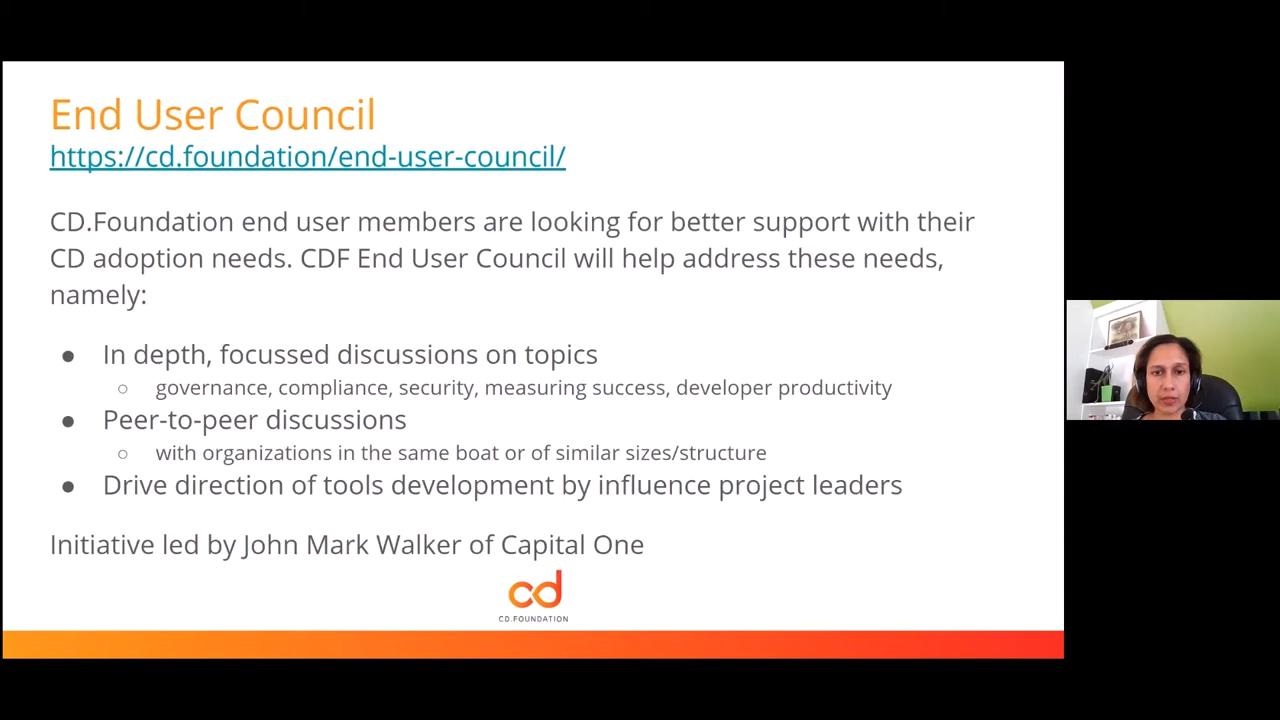 End User Council
https://cd.foundation/end-user-council/
CD.Foundation end user members are looking for better support with their
CD adoption needs. CDF End User Council will help address these needs,
namely:
● In depth, focussed discussions on topics
○ governance, compliance, security, measuring success, developer productivity
● Peer-to-peer discussions
○ with organizations in the same boat or of similar sizes/structure
● Drive direction of tools development by influence project leaders
Initiative led by John Mark Walker of Capital One
cd
CD.FOUNDATION